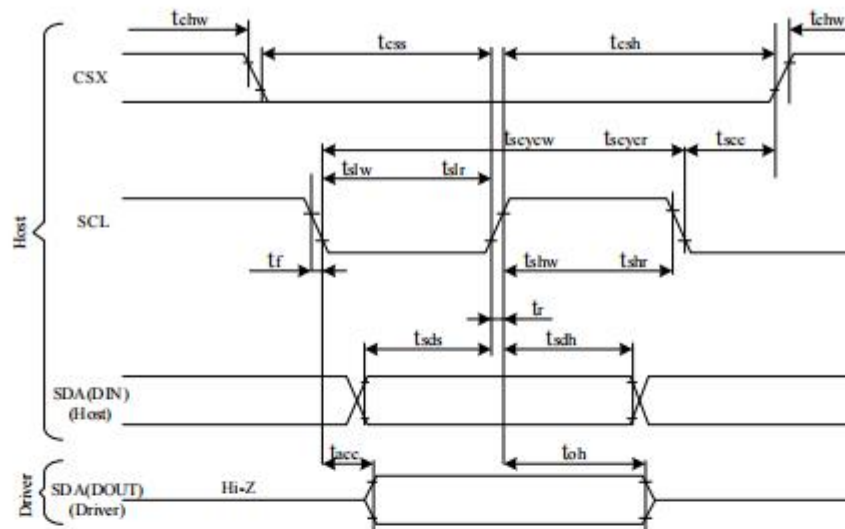 tchw
tchw
tcss
tcsh
CSX
tscycw
tscycr
tscc
tslw
tslr
SCL
Host
tf
tshw
tshr
tr
tsds
tsdh
SDA(DIN)
(Host)
tacc
toh
Driver
SDA(DOUT)
(Driver)
Hi-Z